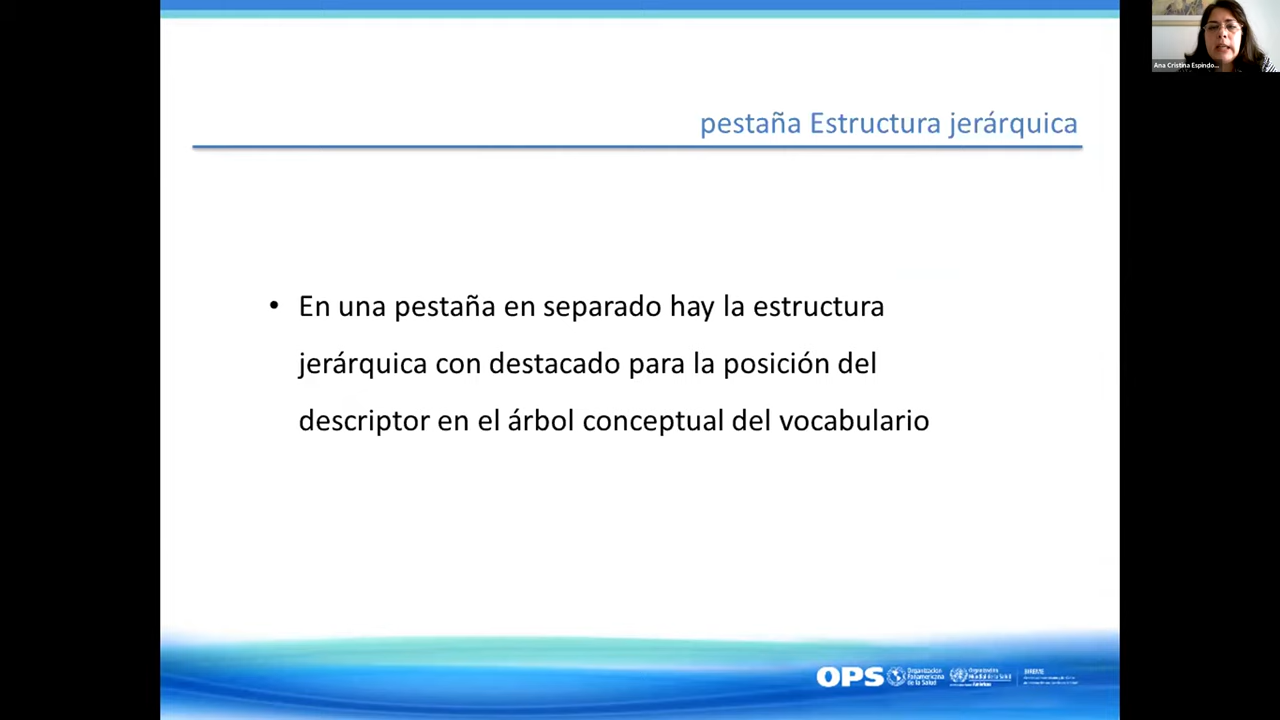 Ana Cristina Espindo...
pestaña Estructura jerárquica
• En una pestaña en separado hay la estructura
jerárquica con destacado para la posición del
descriptor en el árbol conceptual del vocabulario
OPS
Organización
Panamericana
de la Salud
Organización
Mundial de la Salud
BIREME